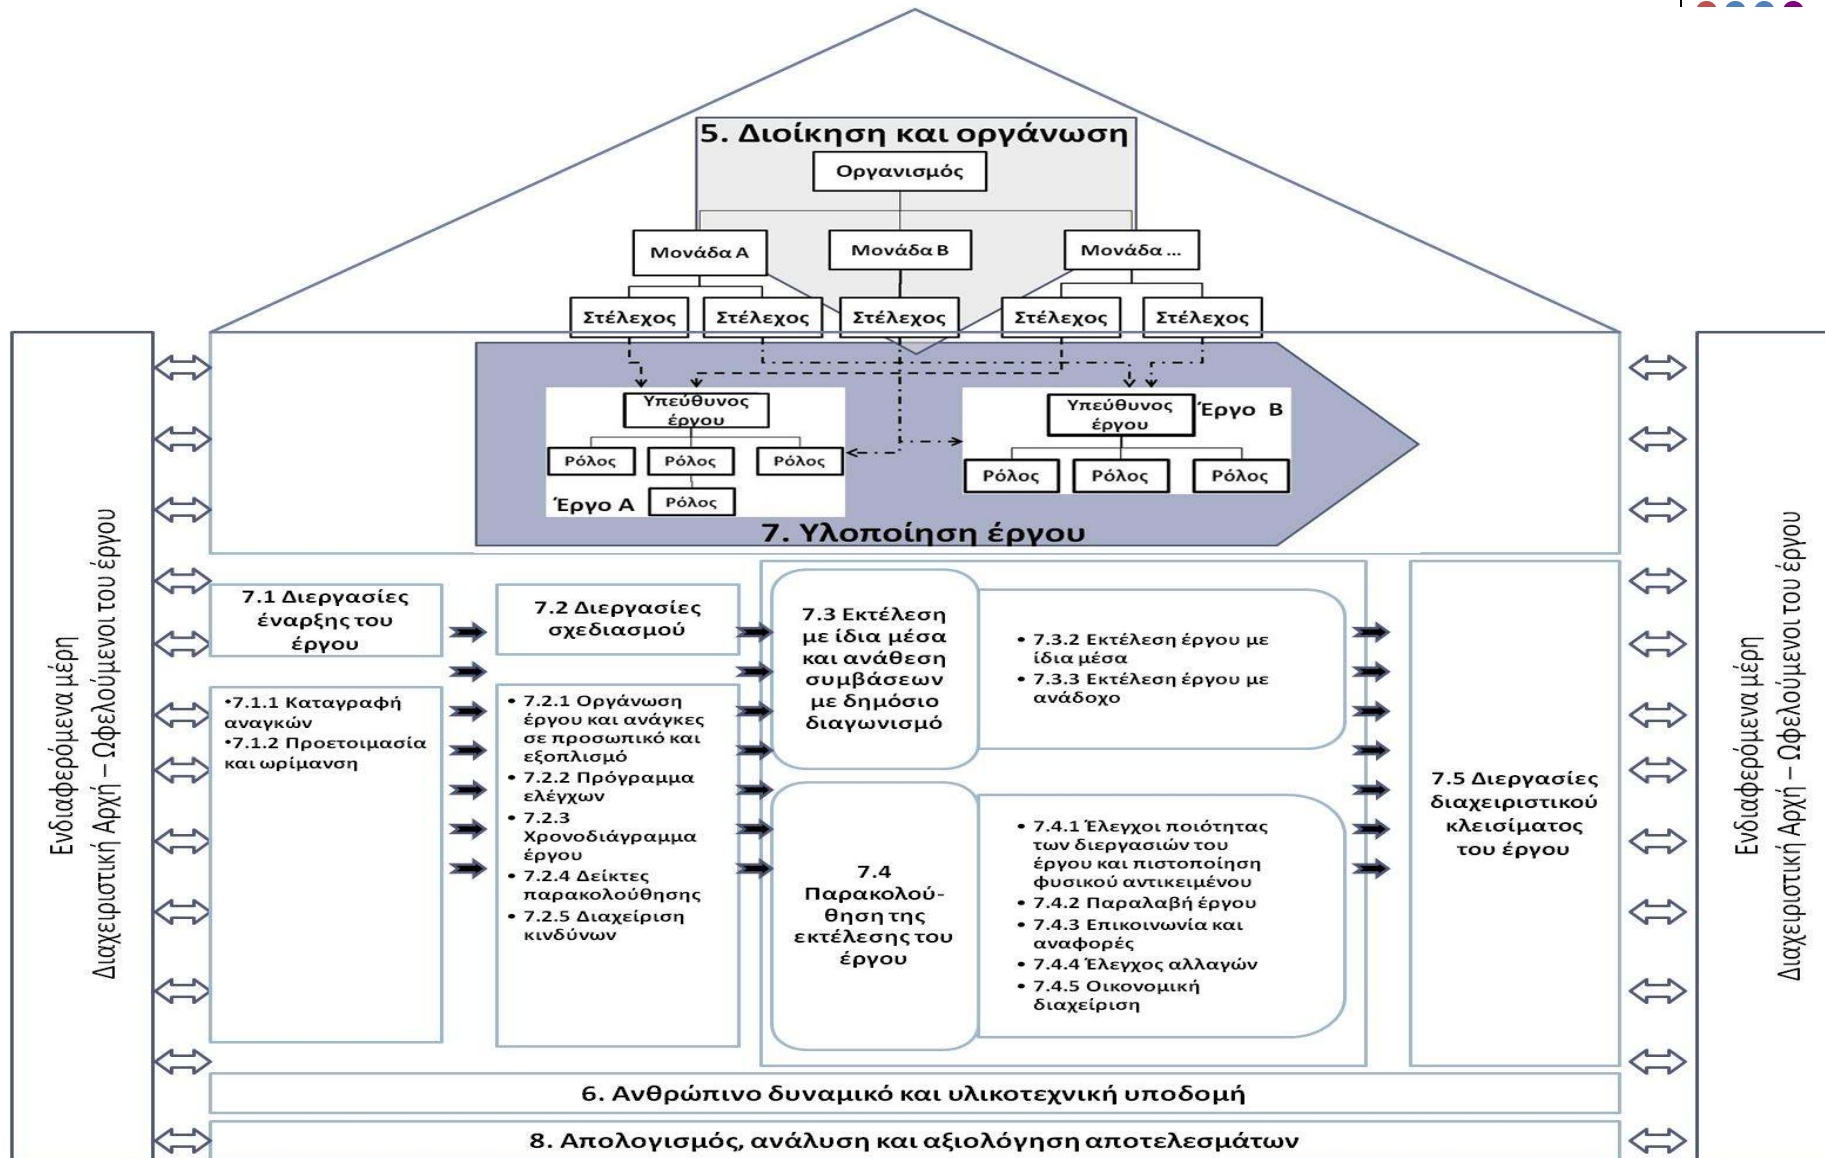 5. Διοίκηση και οργάνωση
Οργανισμός
Μονάδα Α
Μονάδα Β
Μονάδα ...
Στέλεχος
Στέλεχος
Στέλεχος
Στέλεχος
Στέλεχος
Υπεύθυνος
έργου
Ρόλος
Ρόλος
Ρόλος
Έργο Α
Ρόλος
Υπεύθυνος
έργου
Έργο Β
Ρόλος
Ρόλος
Ρόλος
7. Υλοποίηση έργου
Ενδιαφερόμενα μέρη
Διαχειριστική Αρχή – Ωφελούμενοι του έργου
7.1 Διεργασίες
έναρξης του
έργου
•7.1.1 Καταγραφή
αναγκών
•7.1.2 Προετοιμασία
και ωρίμανση
7.2 Διεργασίες
σχεδιασμού
• 7.2.1 Οργάνωση
έργου και ανάγκες
σε προσωπικό και
εξοπλισμό
• 7.2.2 Πρόγραμμα
ελέγχων
• 7.2.3
Χρονοδιάγραμμα
έργου
• 7.2.4 Δείκτες
παρακολούθησης
• 7.2.5 Διαχείριση
κινδύνων
7.3 Εκτέλεση
με ίδια μέσα
και ανάθεση
συμβάσεων
με δημόσιο
διαγωνισμό
• 7.3.2 Εκτέλεση έργου με
ίδια μέσα
• 7.3.3 Εκτέλεση έργου με
ανάδοχο
7.4
Παρακολού-
θηση της
εκτέλεσης του
έργου
• 7.4.1 Έλεγχοι ποιότητας
των διεργασιών του
έργου και πιστοποίηση
φυσικού αντικειμένου
• 7.4.2 Παραλαβή έργου
• 7.4.3 Επικοινωνία και
αναφορές
• 7.4.4 Έλεγχος αλλαγών
• 7.4.5 Οικονομική
διαχείριση
7.5 Διεργασίες
διαχειριστικού
κλεισίματος
του έργου
Ενδιαφερόμενα μέρη
Διαχειριστική Αρχή – Ωφελούμενοι του έργου
6. Ανθρώπινο δυναμικό και υλικοτεχνική υποδομή
8. Απολογισμός, ανάλυση και αξιολόγηση αποτελεσμάτων